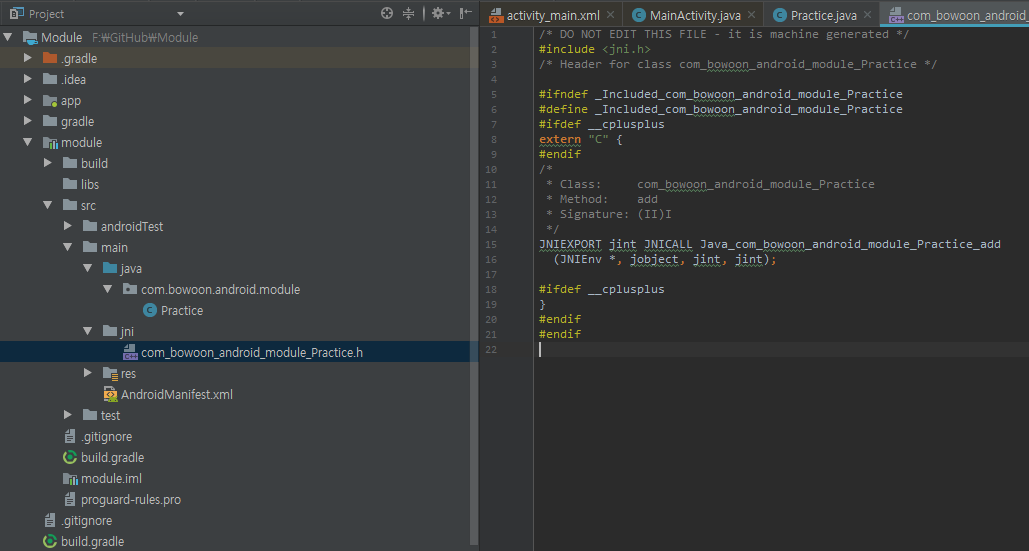 Project
Module F:\GitHub₩Module
.gradle
.idea
app
gradle
module
build
libs
src
androidTest
main
java
com.bowoon.android.module
Practice
jni
com_bowoon_android_module_Practice.h
res
AndroidManifest.xml
test
.gitignore
build.gradle
module.iml
proguard-rules.pro
.gitignore
build.gradle
activity_main.xml MainActivity.java Practice.java com_bowoon_android_
1 /* DO NOT EDIT THIS FILE - it is machine generated */
2 #include <jni.h>
3 /* Header for class com_bowoon_android_module_Practice */
4
5 #ifndef _Included_com_bowoon_android_module_Practice
6 #define _Included_com_bowoon_android_module_Practice
7 #ifdef __cplusplus
8 extern "C" {
9 #endif
10 /*
11  * Class:     com_bowoon_android_module_Practice
12  * Method:    add
13  * Signature: (II)I
14  */
15 JNIEXPORT jint JNICALL Java_com_bowoon_android_module_Practice_add
16   (JNIEnv *, jobject, jint, jint);
17
18 #ifdef __cplusplus
19 }
20 #endif
21 #endif
22